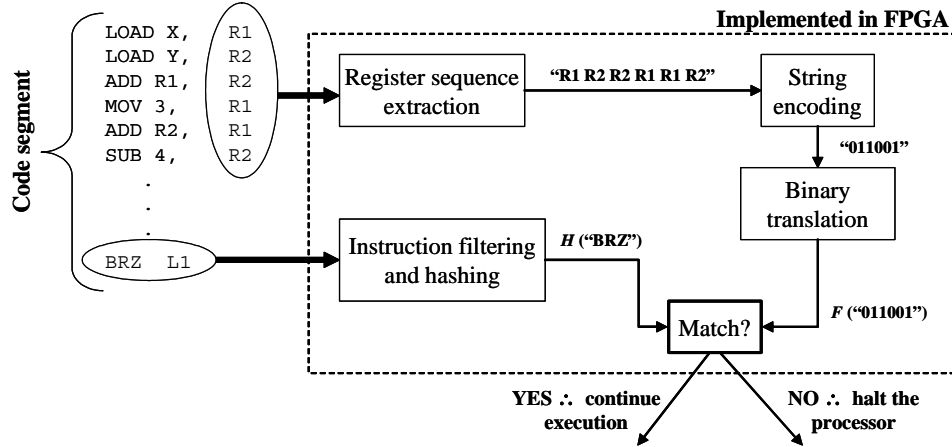 Implemented in FPGA
Code segment
LOAD X, R1
LOAD Y, R2
ADD R1, R2
MOV 3, R1
ADD R2, R1
SUB 4, R2
.
.
.
BRZ L1
Register sequence
extraction
“R1 R2 R2 R1 R1 R2”
String
encoding
“011001”
Binary
translation
Instruction filtering
and hashing
H (“BRZ”)
F (“011001”)
Match?
YES ∴ continue
execution
NO ∴ halt the
processor